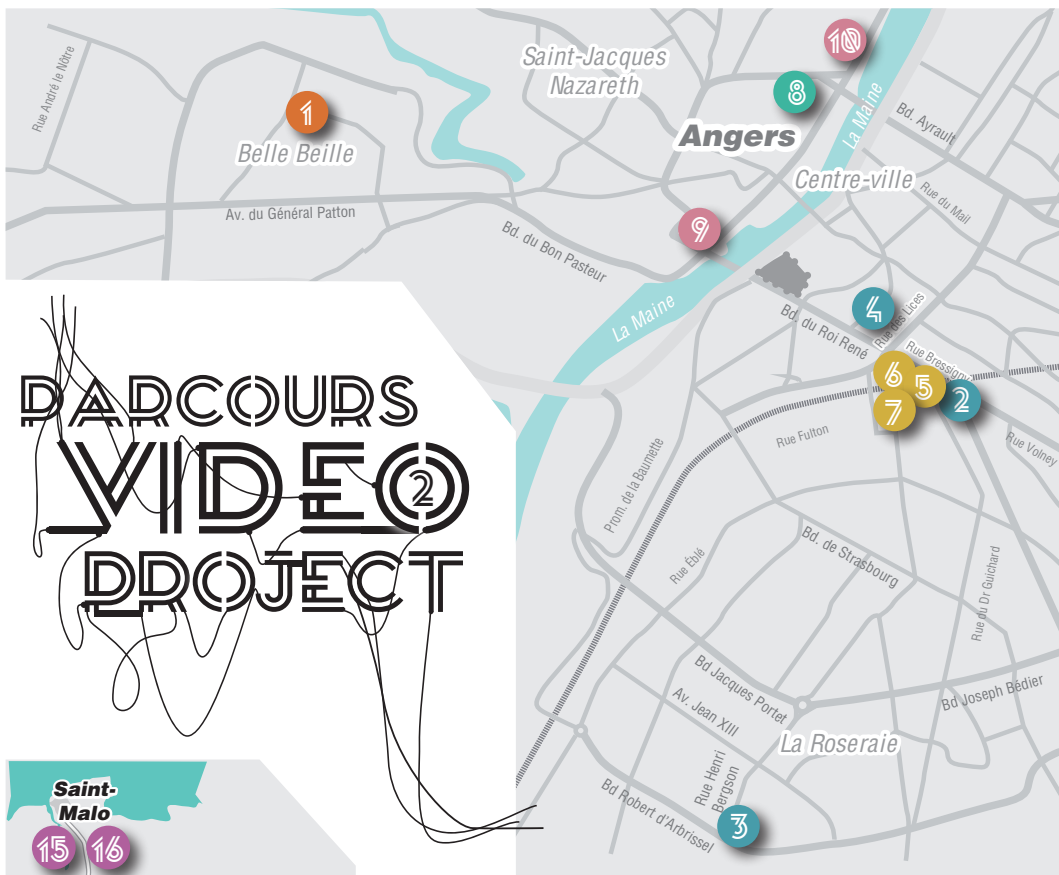 10
Saint-Jacques
Nazareth
8
Rue André le Nôtre
1
Belle Beille
Angers
La Maine
Bd. Ayrault
Centre-ville
Rue du Mail
Av. du Général Patton
Bd. du Bon Pasteur
9
La Maine
4
Rue des Lices
Bd. du Roi René
Rue Bressigny
6
5
2
7
Rue Fulton
Rue Volney
PARCOURS
VIDEO
2
PROJECT
Prom. de la Baumette
Rue Éblé
Bd. de Strasbourg
Rue du Dr Guichard
Bd Jacques Portet
Bd Joseph Bédier
Av. Jean XIII
La Roseraie
Rue Henri
Bergson
Bd Robert d'Arbrissel
3
Saint-
Malo
15
16